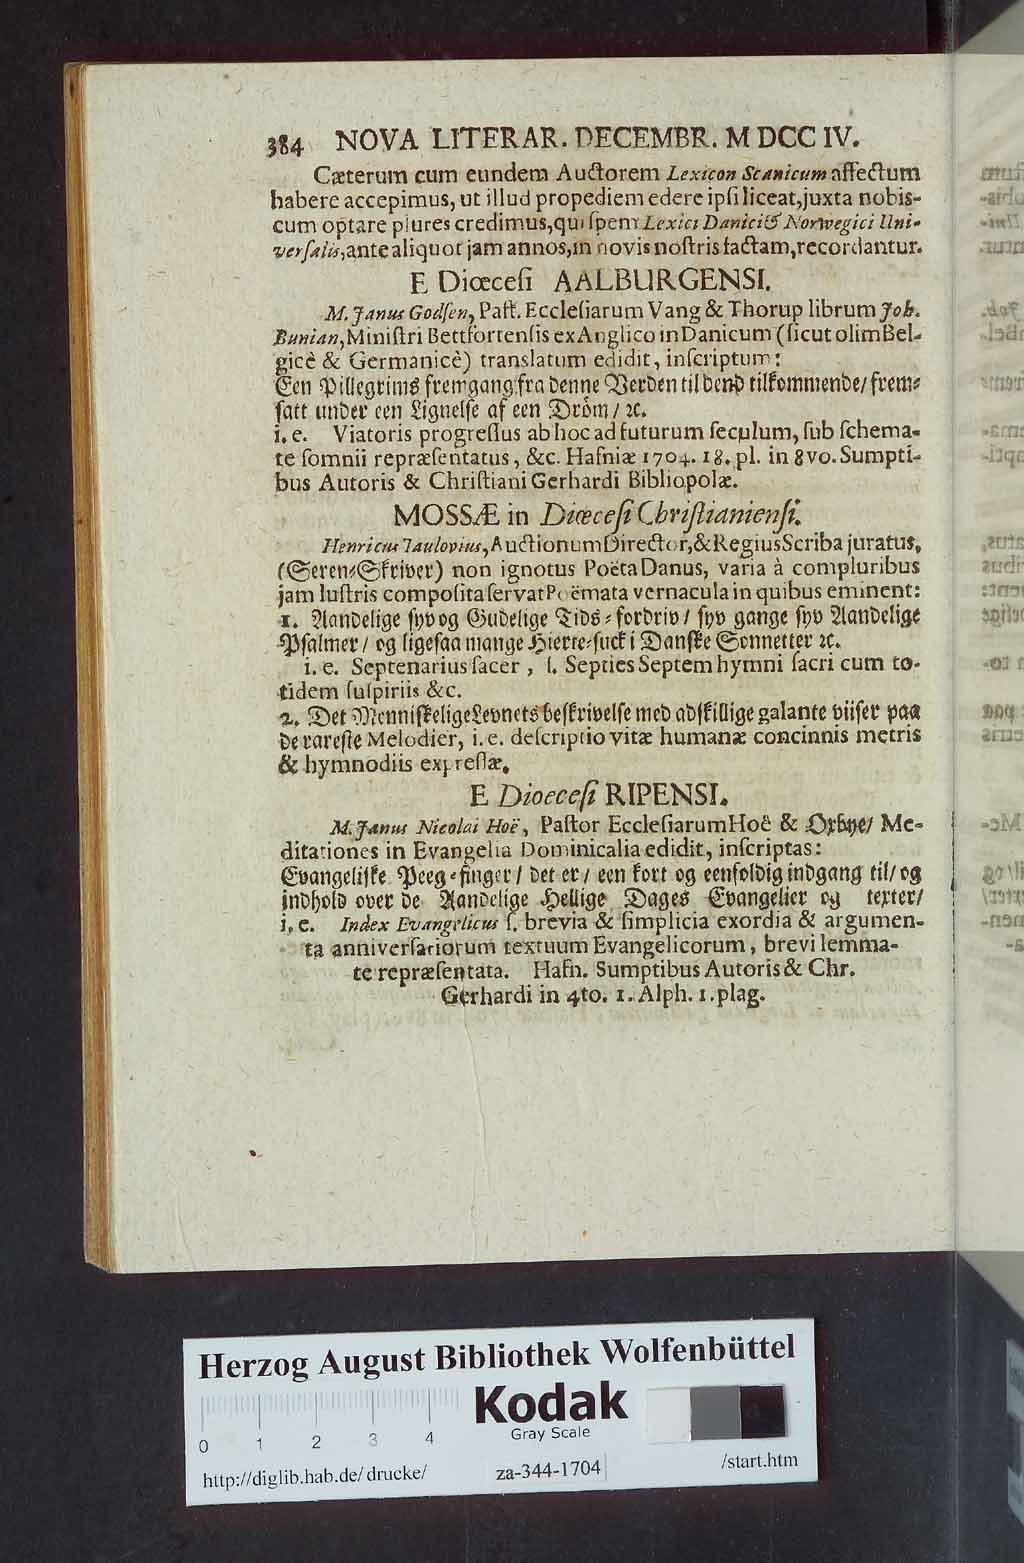 384 NOVA LITERAR. DECEMBR. M DCC IV.
Cæterum cum eundem Auctorem Lexicon Scanicum affectum
habere accepimus, ut illud propediem edere ipſi liceat, juxta nobis-
cum optare plures credimus, qui ſpem Lexici Danici & Norwegici Uni-
verſalis, ante aliquot jam annos, in novis noſtris factam, recordantur.
E Diœceſi AALBURGENSI.
M. Janus Godſen, Paſt. Eccleſiarum Vang & Thorup librum Joh.
Bunian, Miniſtri Bettfortenſis ex Anglico in Danicum (ſicut olim Bel-
gicè & Germanicè) translatum edidit, inſcriptum:
Een Pillegrims fremgang fra denne Verden til dend tilkommende/ frem-
ſatt under een Lignelſe af een Dröm/ ꝛc.
i. e. Viatoris progreſſus ab hoc ad futurum ſeculum, ſub ſchema-
te ſomnii repræſentatus, &c. Hafniæ 1704. 18. pl. in 8vo. Sumpti-
bus Autoris & Chriſtiani Gerhardi Bibliopolæ.
MOSSÆ in Diœceſi Chriſtianienſi.
Henricus Jaulovius, Auctionum Director, & Regius Scriba juratus,
(Seren-Skriver) non ignotus Poëta Danus, varia à compluribus
jam luſtris compoſita ſervat Poëmata vernacula in quibus eminent:
1. Aandelige ſyv og Gudelige Tids-fordriv/ ſyv gange ſyv Aandelige
Pſalmer/ og ligeſaa mange Hierte-ſuck i Danſke Sonnetter ꝛc.
i. e. Septenarius ſacer, ſ. Septies Septem hymni ſacri cum to-
tidem ſuſpiriis &c.
2. Det Menniſkelige Levnets beſkrivelſe med adſkillige galante viiſer paa
de rareſte Melodier, i. e. deſcriptio vitæ humanæ concinnis metris
& hymnodiis expreſſæ.
E Dioeceſi RIPENSI.
M. Janus Nicolai Hoë, Paſtor Eccleſiarum Hoë & Oxbye/ Me-
ditationes in Evangelia Dominicalia edidit, inſcriptas:
Evangeliſke Peeg-finger/ det er/ een kort og eenfoldig indgang til/ og
indhold over de Aandelige Hellige Dages Evangelier og texter/
i. e. Index Evangelicus ſ. brevia & ſimplicia exordia & argumen-
ta anniverſariorum textuum Evangelicorum, brevi lemma-
te repræſentata. Hafn. Sumptibus Autoris & Chr.
Gerhardi in 4to. 1. Alph. 1. plag.
Herzog August Bibliothek Wolfenbüttel
Kodak
Gray Scale
0 1 2 3 4
http://diglib.hab.de/drucke/ za-344-1704 /start.htm